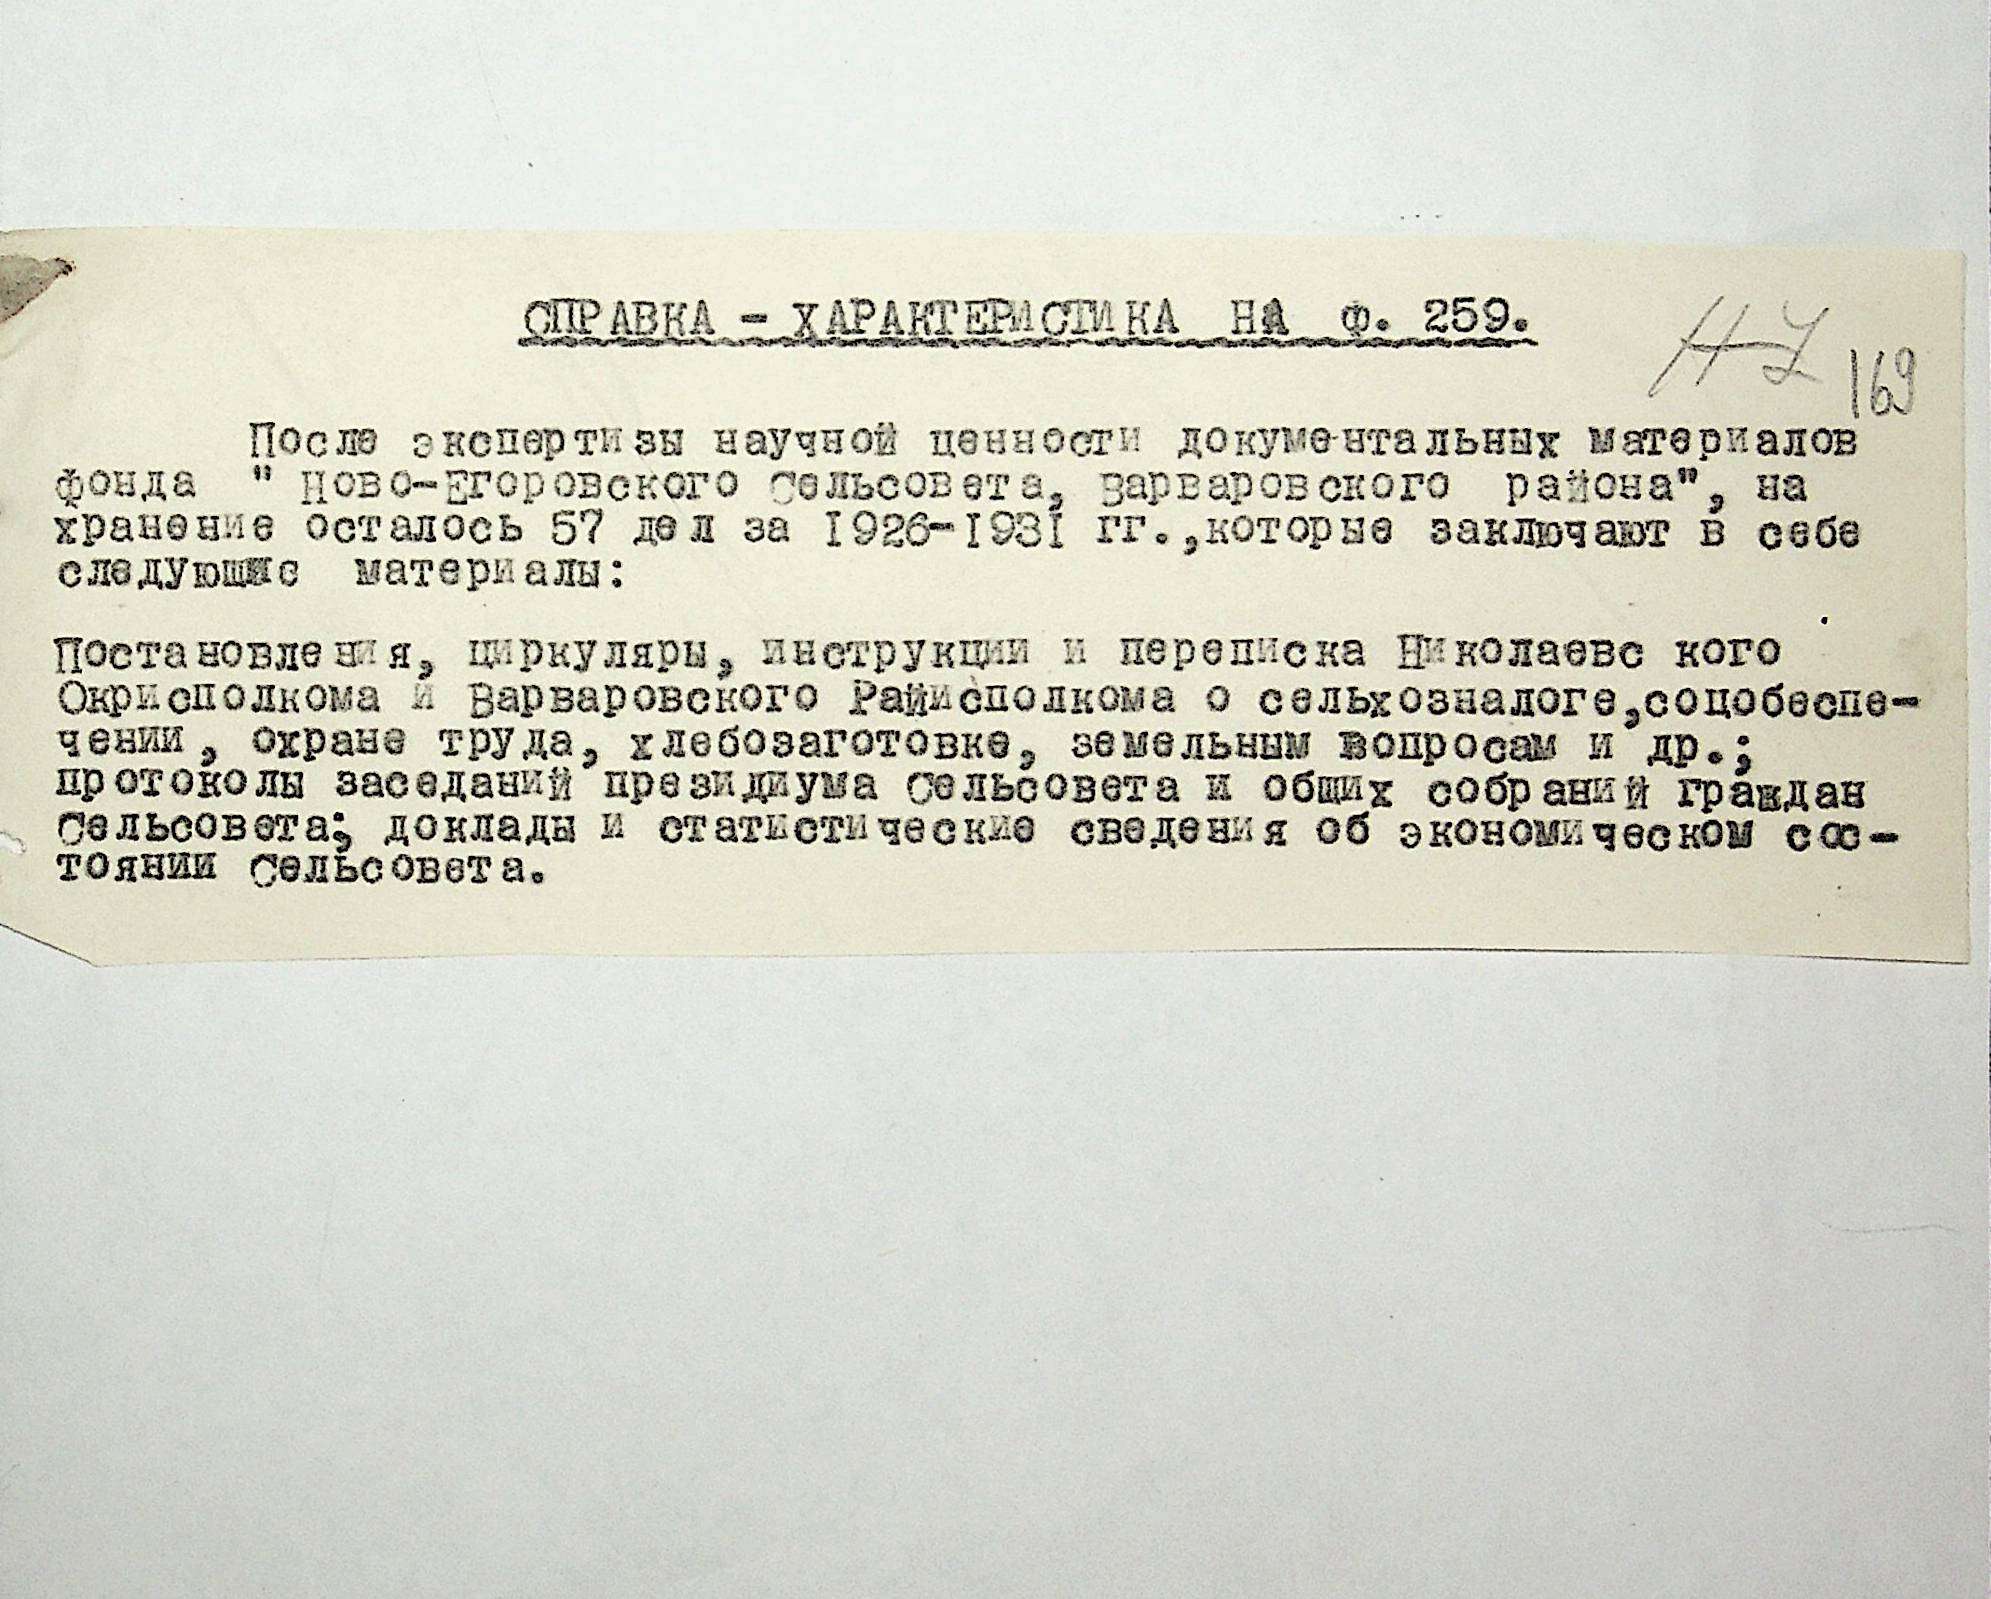 СПРАВКА - ХАРАКТЕРИСТИКА НА Ф. 259.
169
После экспертизы научной ценности документальных материалов
фонда " Ново-Егоровского Сельсовета, Варваровского района", на
хранение осталось 57 дел за 1926-1931 гг.,которые заключают в себе
следующие материалы:
Постановления, циркуляры, инструкции и переписка Николаевского
Окрисполкома и Варваровского Райисполкома о сельхозналоге,соцобеспе-
чении, охране труда, хлебозаготовке, земельным вопросам и др.;
протоколы заседаний президиума Сельсовета и общих собраний граждан
Сельсовета; доклады и статистические сведения об экономическом сос-
тоянии Сельсовета.